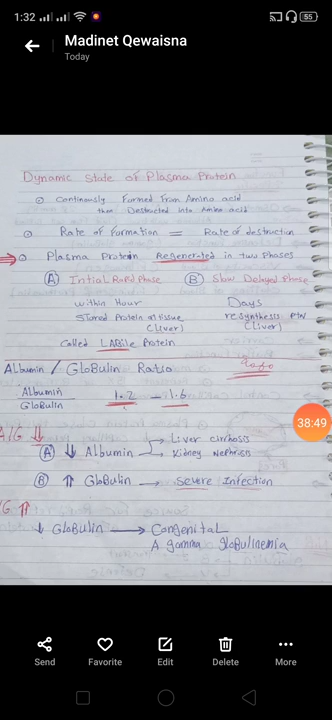 1:32
55
Madinet Qewaisna
Today
Dynamic state of Plasma Protein
Continuously Formed From Amino acid
then Destructed into Amino acid
Rate of Formation = Rate of destruction
Plasma Protein Regenerated in two Phases
A Intial Rapid Phase B Slow Delayed Phase
within Hour Days
Stored Protein of Tissue resynthesis
(Liver) (Liver)
Called LABile Protein
Albumin / GloBulin Ratio
Albumin 1.2 – 1.6
GloBulin
38:49
A/G ↓
A ↓ Albumin → Liver cirrhosis
→ Kidney Nephrosis
B ↑ GloBulin → Severe Infection
/G ↑
↓ GloBulin → Congenital
A gamma globulinemia
Send Favorite Edit Delete More